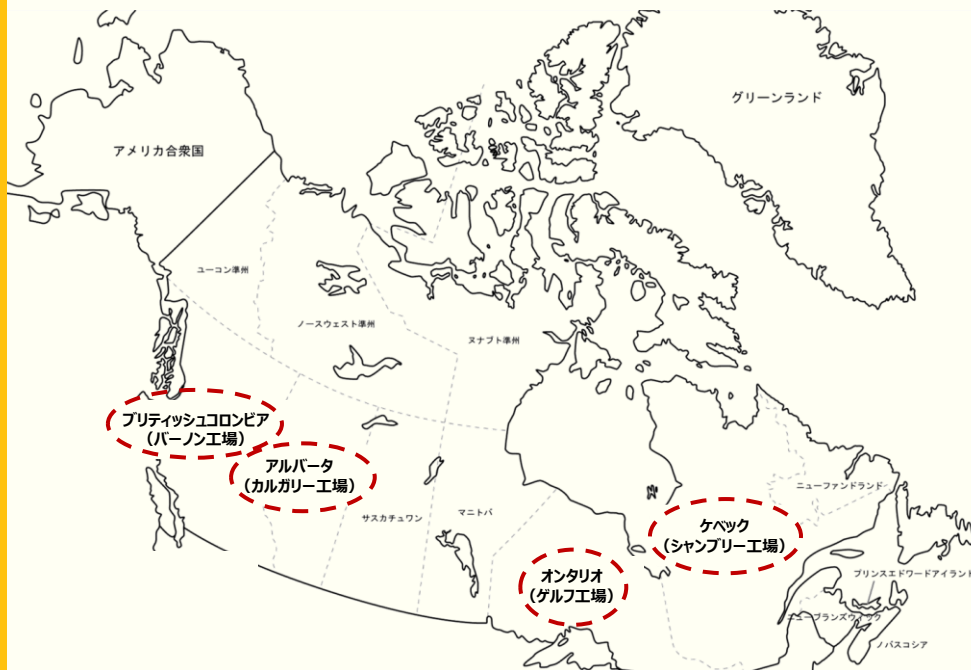 グリーンランド
アメリカ合衆国
ユーコン準州
ノースウェスト準州
ヌナブト準州
ブリティッシュコロンビア
（バーノン工場）
アルバータ
（カルガリー工場）
サスカチュワン
マニトバ
オンタリオ
（ゲルフ工場）
ケベック
（シャンブリー工場）
ニューファンドランド
プリンスエドワードアイランド
ニューブランズウィック
ノバスコシア